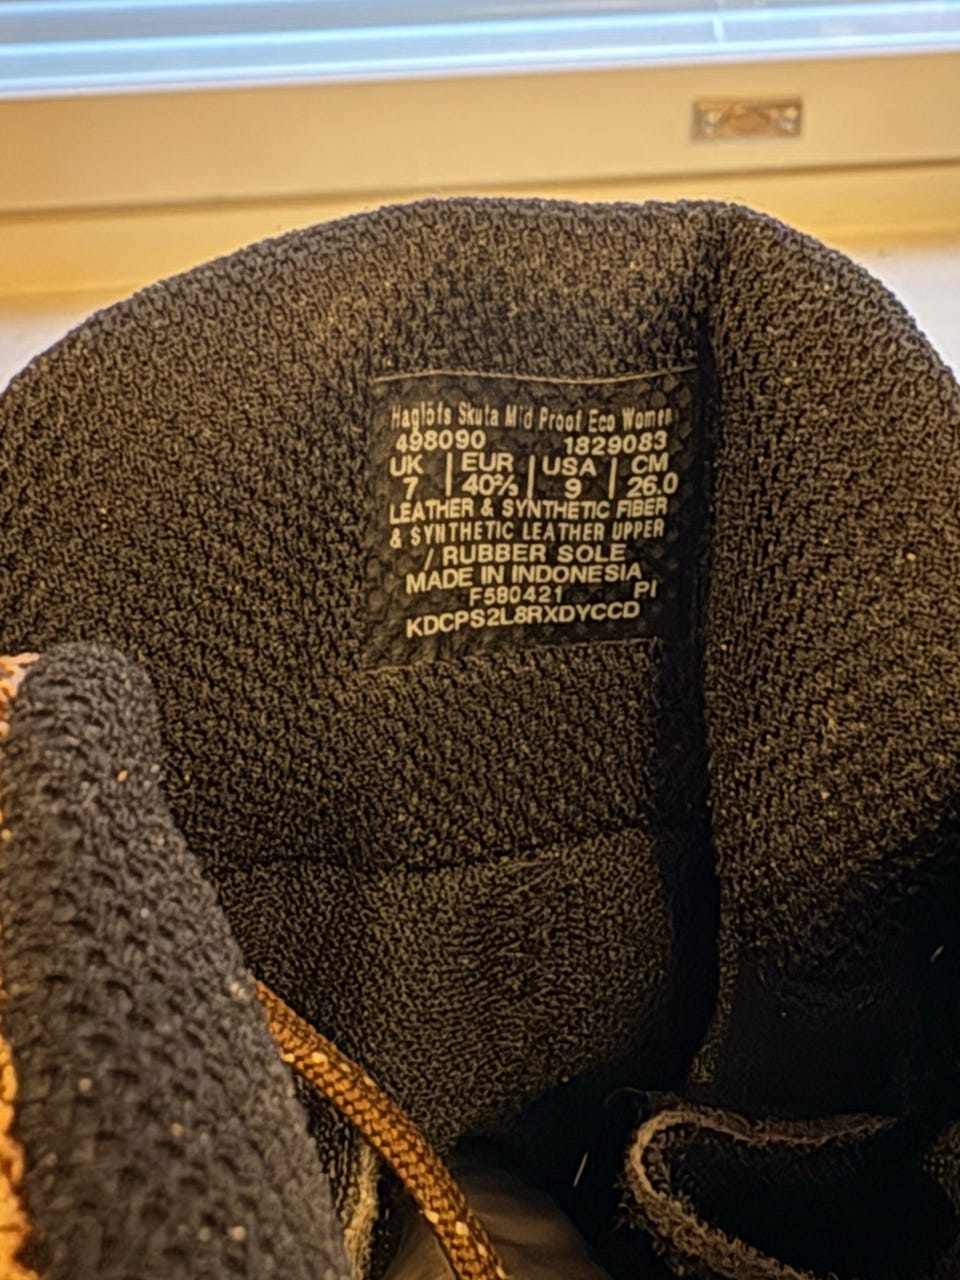 Haglöfs Skuta Mid Proof Eco Women
498090 1829083
UK | EUR | USA | CM
7 | 40⅔ | 9 | 26.0
LEATHER & SYNTHETIC FIBER
& SYNTHETIC LEATHER UPPER
/ RUBBER SOLE
MADE IN INDONESIA
F580421 PI
KDCPS2L8RXDYCCD